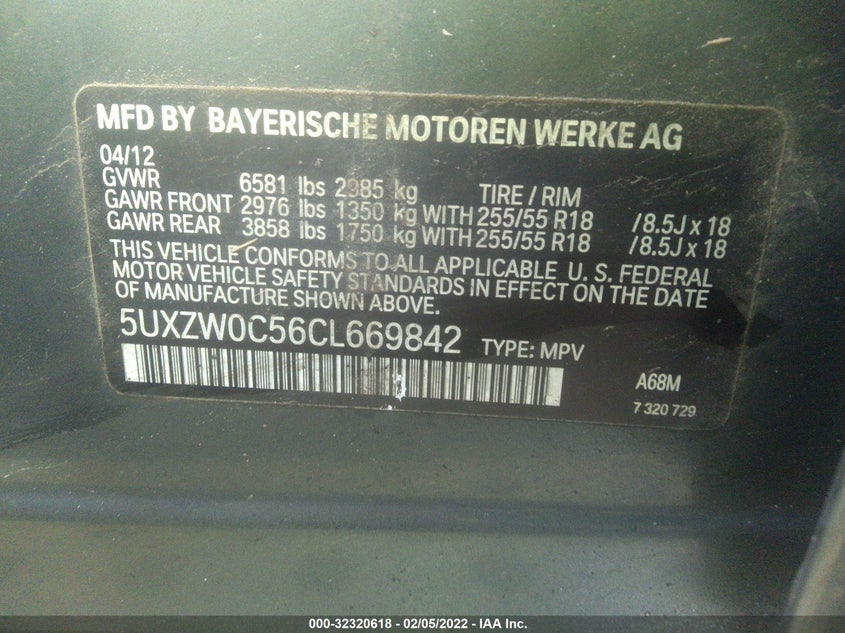 MFD BY BAYERISCHE MOTOREN WERKE AG
04/12
GVWR 6581 lbs 2985 kg TIRE / RIM
GAWR FRONT 2976 lbs 1350 kg WITH 255/55 R18 /8.5J x 18
GAWR REAR 3858 lbs 1750 kg WITH 255/55 R18 /8.5J x 18
THIS VEHICLE CONFORMS TO ALL APPLICABLE U. S. FEDERAL
MOTOR VEHICLE SAFETY STANDARDS IN EFFECT ON THE DATE
OF MANUFACTURE SHOWN ABOVE.
5UXZW0C56CL669842 TYPE: MPV
A68M
7 320 729
000-32320618 - 02/05/2022 - IAA Inc.